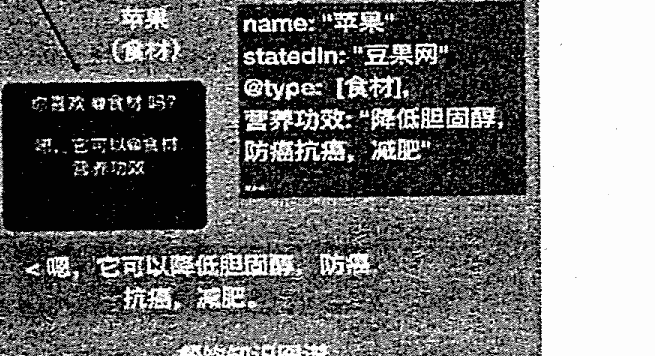 苹果
（食材）
name: "苹果"
statedIn: "豆果网"
@type: [食材],
营养功效: "降低胆固醇,
防癌抗癌，减肥"
...
你喜欢 @食材 吗?
嗯，它可以@食材
营养功效
< 嗯，它可以降低胆固醇，防癌
抗癌，减肥。